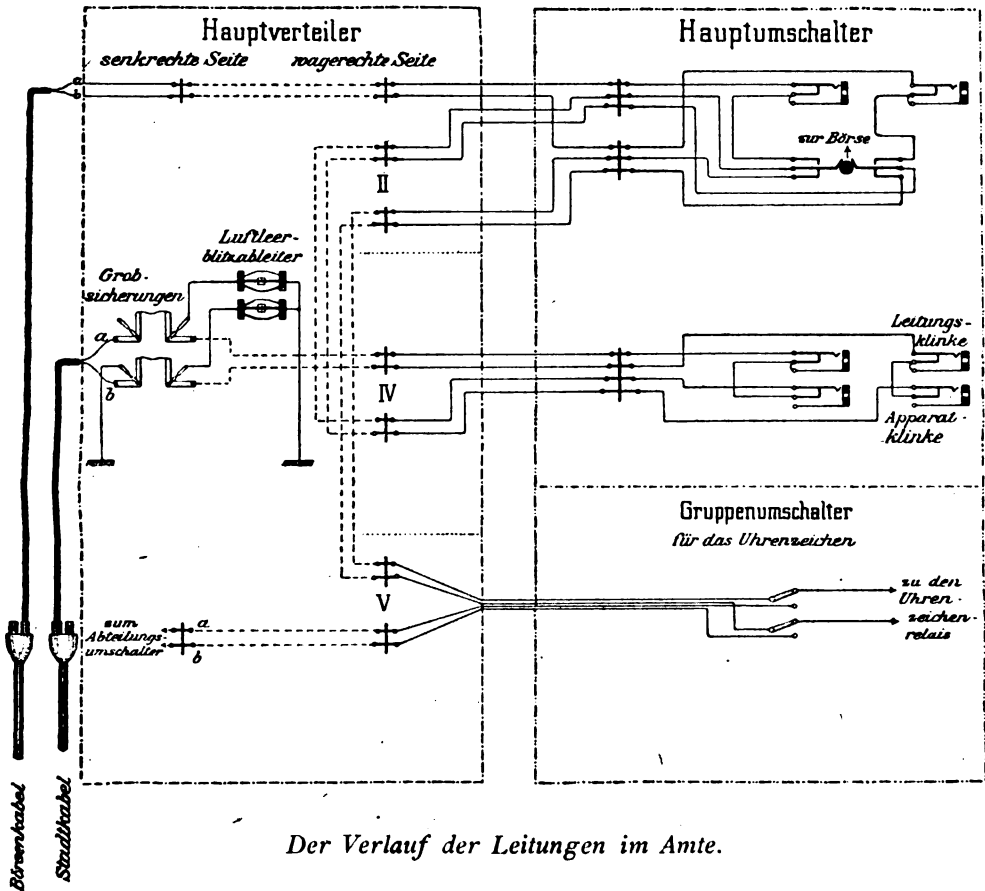 Hauptverteiler
senkrechte Seite
wagerechte Seite
a
b
II
Luftleer-
blitzableiter
Grob-
sicherungen
a
b
IV
V
zum
Abteilungs-
umschalter
a
b
Hauptumschalter
zur Börse
Leitungs-
klinke
Apparat-
klinke
Gruppenumschalter
für das Uhrenzeichen
zu den
Uhren-
zeichen-
relais
Börsenkabel
Stadtkabel
Der Verlauf der Leitungen im Amte.